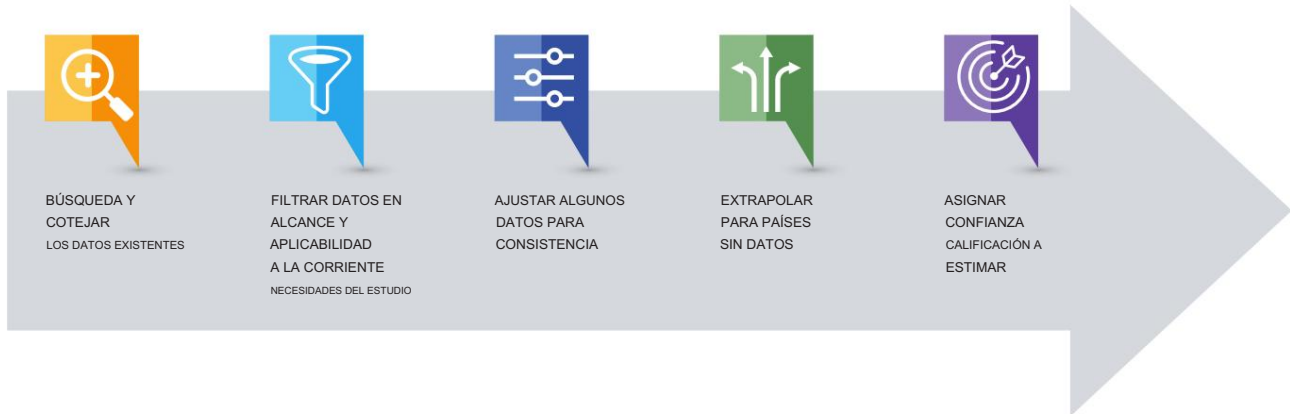 BÚSQUEDA Y
COTEJAR
LOS DATOS EXISTENTES
FILTRAR DATOS EN
ALCANCE Y
APLICABILIDAD
A LA CORRIENTE
NECESIDADES DEL ESTUDIO
AJUSTAR ALGUNOS
DATOS PARA
CONSISTENCIA
EXTRAPOLAR
PARA PAÍSES
SIN DATOS
ASIGNAR
CONFIANZA
CALIFICACIÓN A
ESTIMAR